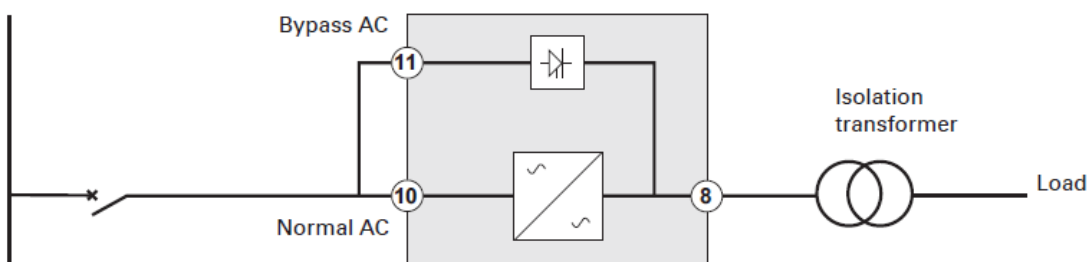 Bypass AC
11
Isolation
transformer
10
8
Load
Normal AC